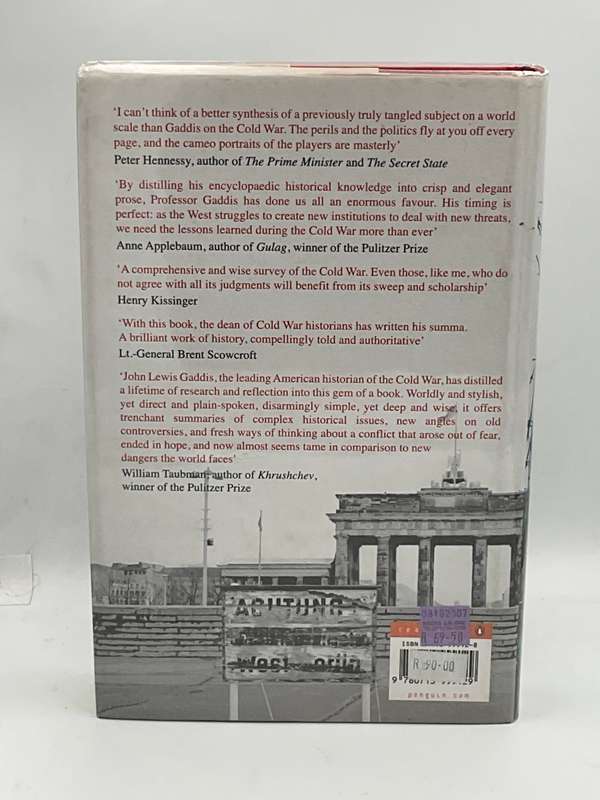 'I can't think of a better synthesis of a previously truly tangled subject on a world
scale than Gaddis on the Cold War. The perils and the politics fly at you off every
page, and the cameo portraits of the players are masterly'
Peter Hennessy, author of The Prime Minister and The Secret State
'By distilling his encyclopaedic historical knowledge into crisp and elegant
prose, Professor Gaddis has done us all an enormous favour. His timing is
perfect: as the West struggles to create new institutions to deal with new threats,
we need the lessons learned during the Cold War more than ever'
Anne Applebaum, author of Gulag, winner of the Pulitzer Prize
'A comprehensive and wise survey of the Cold War. Even those, like me, who do
not agree with all its judgments will benefit from its sweep and scholarship'
Henry Kissinger
'With this book, the dean of Cold War historians has written his summa.
A brilliant work of history, compellingly told and authoritative'
Lt.-General Brent Scowcroft
'John Lewis Gaddis, the leading American historian of the Cold War, has distilled
a lifetime of research and reflection into this gem of a book. Worldly and stylish,
yet direct and plain-spoken, disarmingly simple, yet deep and wise, it offers
trenchant summaries of complex historical issues, new angles on old
controversies, and fresh ways of thinking about a conflict that arose out of fear,
ended in hope, and now almost seems tame in comparison to new
dangers the world faces'
William Taubman, author of Khrushchev,
winner of the Pulitzer Prize
ACHTUNG
West
R 69-50
ISBN
R 90-00
penguin.com